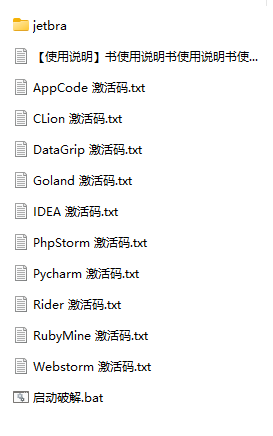 jetbra
【使用说明】书使用说明书使用说明书使...
AppCode 激活码.txt
CLion 激活码.txt
DataGrip 激活码.txt
Goland 激活码.txt
IDEA 激活码.txt
PhpStorm 激活码.txt
Pycharm 激活码.txt
Rider 激活码.txt
RubyMine 激活码.txt
Webstorm 激活码.txt
启动破解.bat